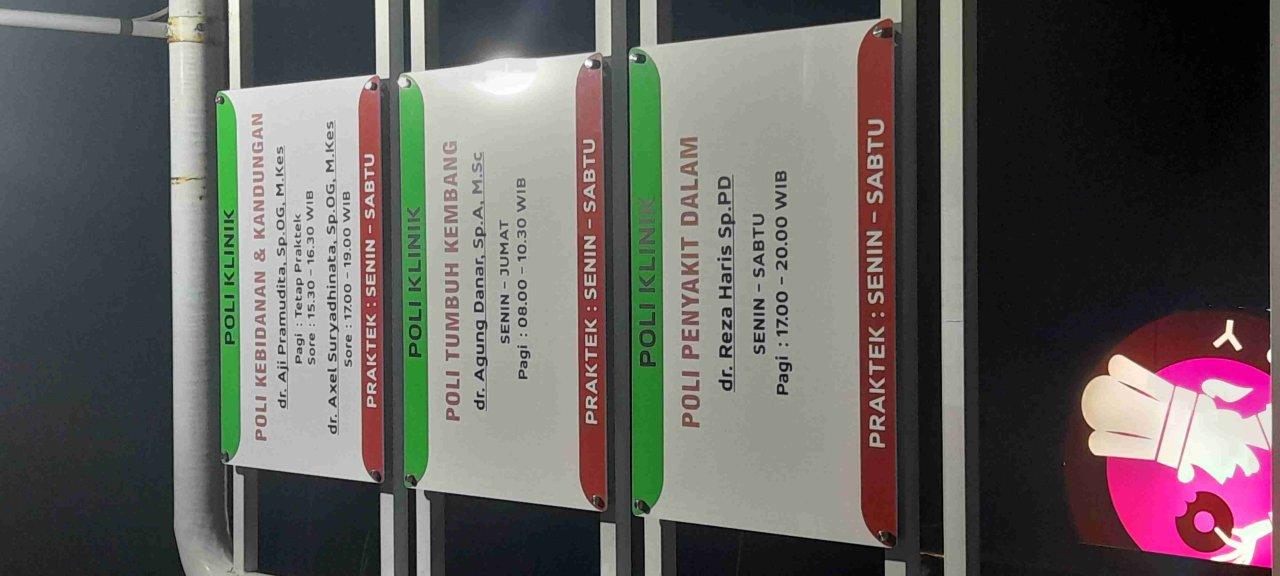 POLI KLINIK
POLI KEBIDANAN & KANDUNGAN
dr. Aji Pramudita, Sp.OG, M.Kes
Pagi : Tetap Praktek
Sore : 15.30 - 16.30 WIB
dr. Axel Suryadhinata, Sp.OG, M.Kes
Sore : 17.00 - 19.00 WIB
PRAKTEK : SENIN - SABTU
POLI KLINIK
POLI TUMBUH KEMBANG
dr. Agung Danar, Sp.A, M.Sc
SENIN - JUMAT
Pagi : 08.00 - 10.30 WIB
PRAKTEK : SENIN - SABTU
POLI KLINIK
POLI PENYAKIT DALAM
dr. Reza Haris Sp.PD
SENIN - SABTU
Pagi : 17.00 - 20.00 WIB
PRAKTEK : SENIN - SABTU